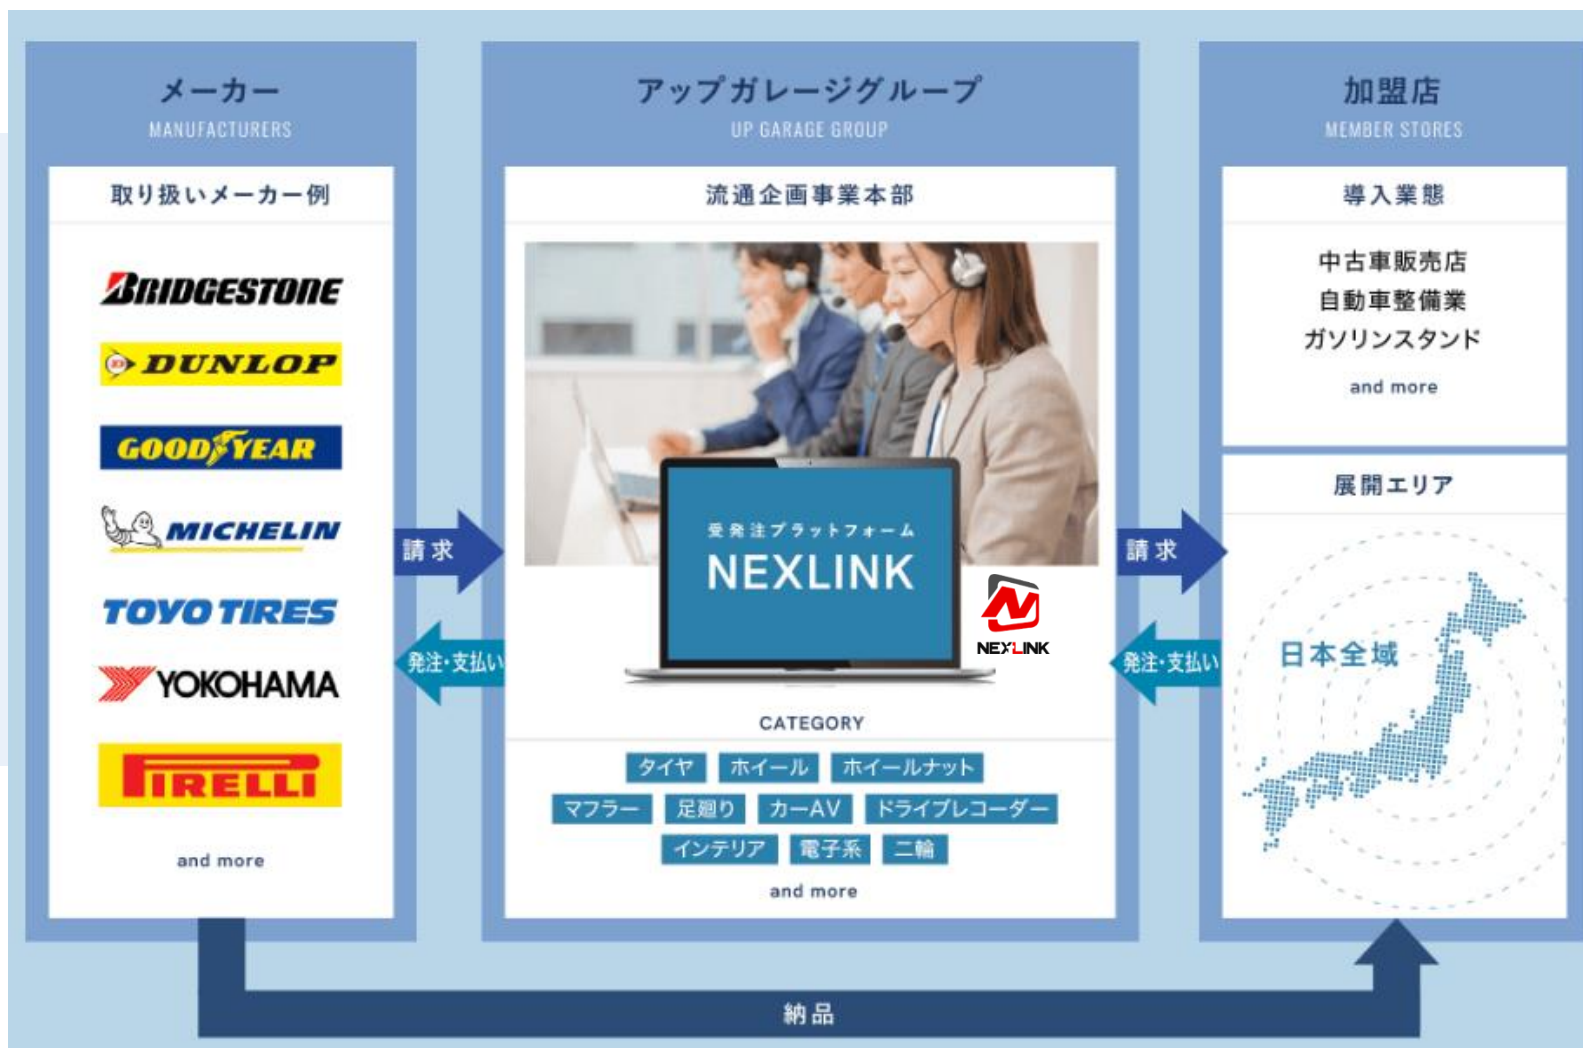 メーカー
MANUFACTURERS
取り扱いメーカー例
BRIDGESTONE
DUNLOP
GOODYEAR
MICHELIN
TOYO TIRES
YOKOHAMA
PIRELLI
and more
請求
発注・支払い
アップガレージグループ
UP GARAGE GROUP
流通企画事業本部
受発注プラットフォーム
NEXLINK
NEXLINK
CATEGORY
タイヤ ホイール ホイールナット
マフラー 足廻り カーAV ドライブレコーダー
インテリア 電子系 二輪
and more
請求
発注・支払い
加盟店
MEMBER STORES
導入業態
中古車販売店
自動車整備業
ガソリンスタンド
and more
展開エリア
日本全域
納品